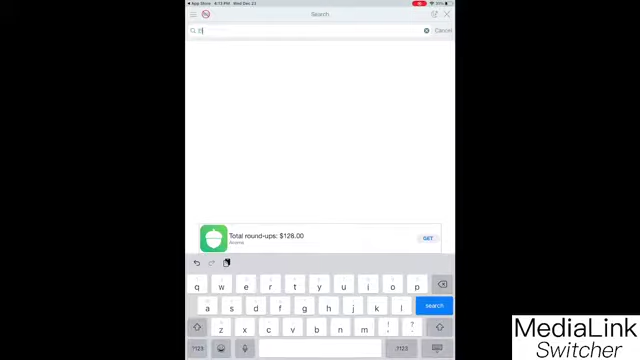 App Store 4:15 PM Wed Dec 23
Search
E
Cancel
Total round-ups: $128.00
Acorns
GET
q w e r t y u i o p
a s d f g h j k l search
z x c v b n m ! , ? .
.?123 .?123
MediaLink
Switcher